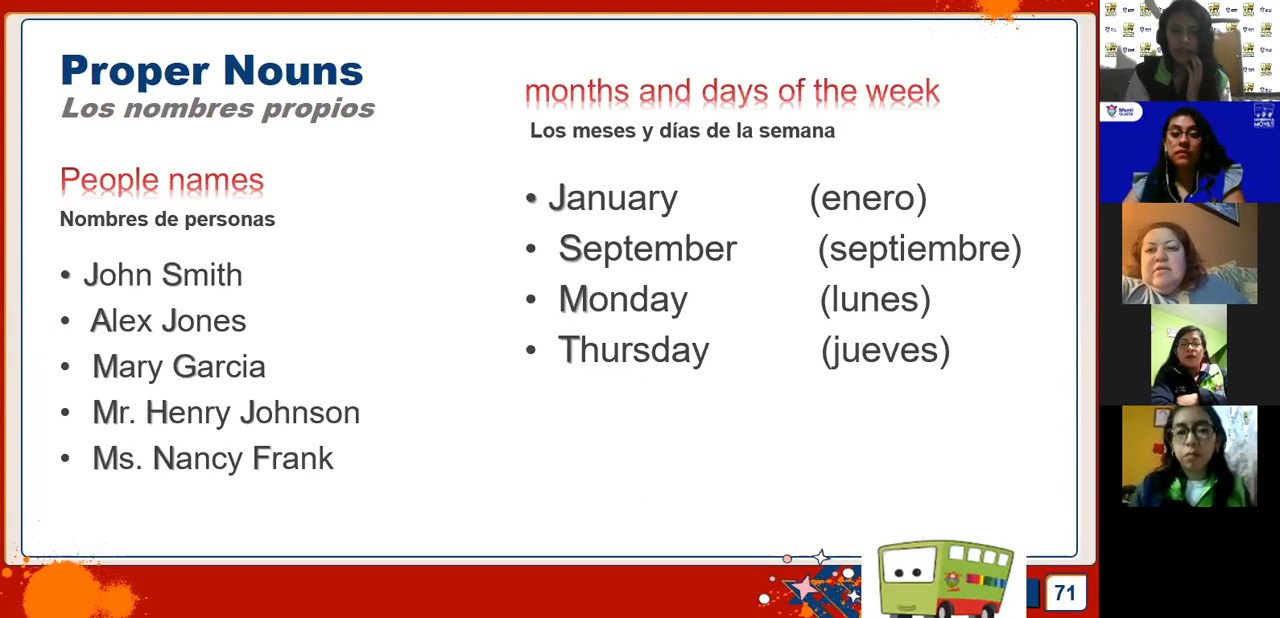 Proper Nouns
Los nombres propios
People names
Nombres de personas
• John Smith
• Alex Jones
• Mary Garcia
• Mr. Henry Johnson
• Ms. Nancy Frank
months and days of the week
Los meses y días de la semana
• January (enero)
• September (septiembre)
• Monday (lunes)
• Thursday (jueves)
71